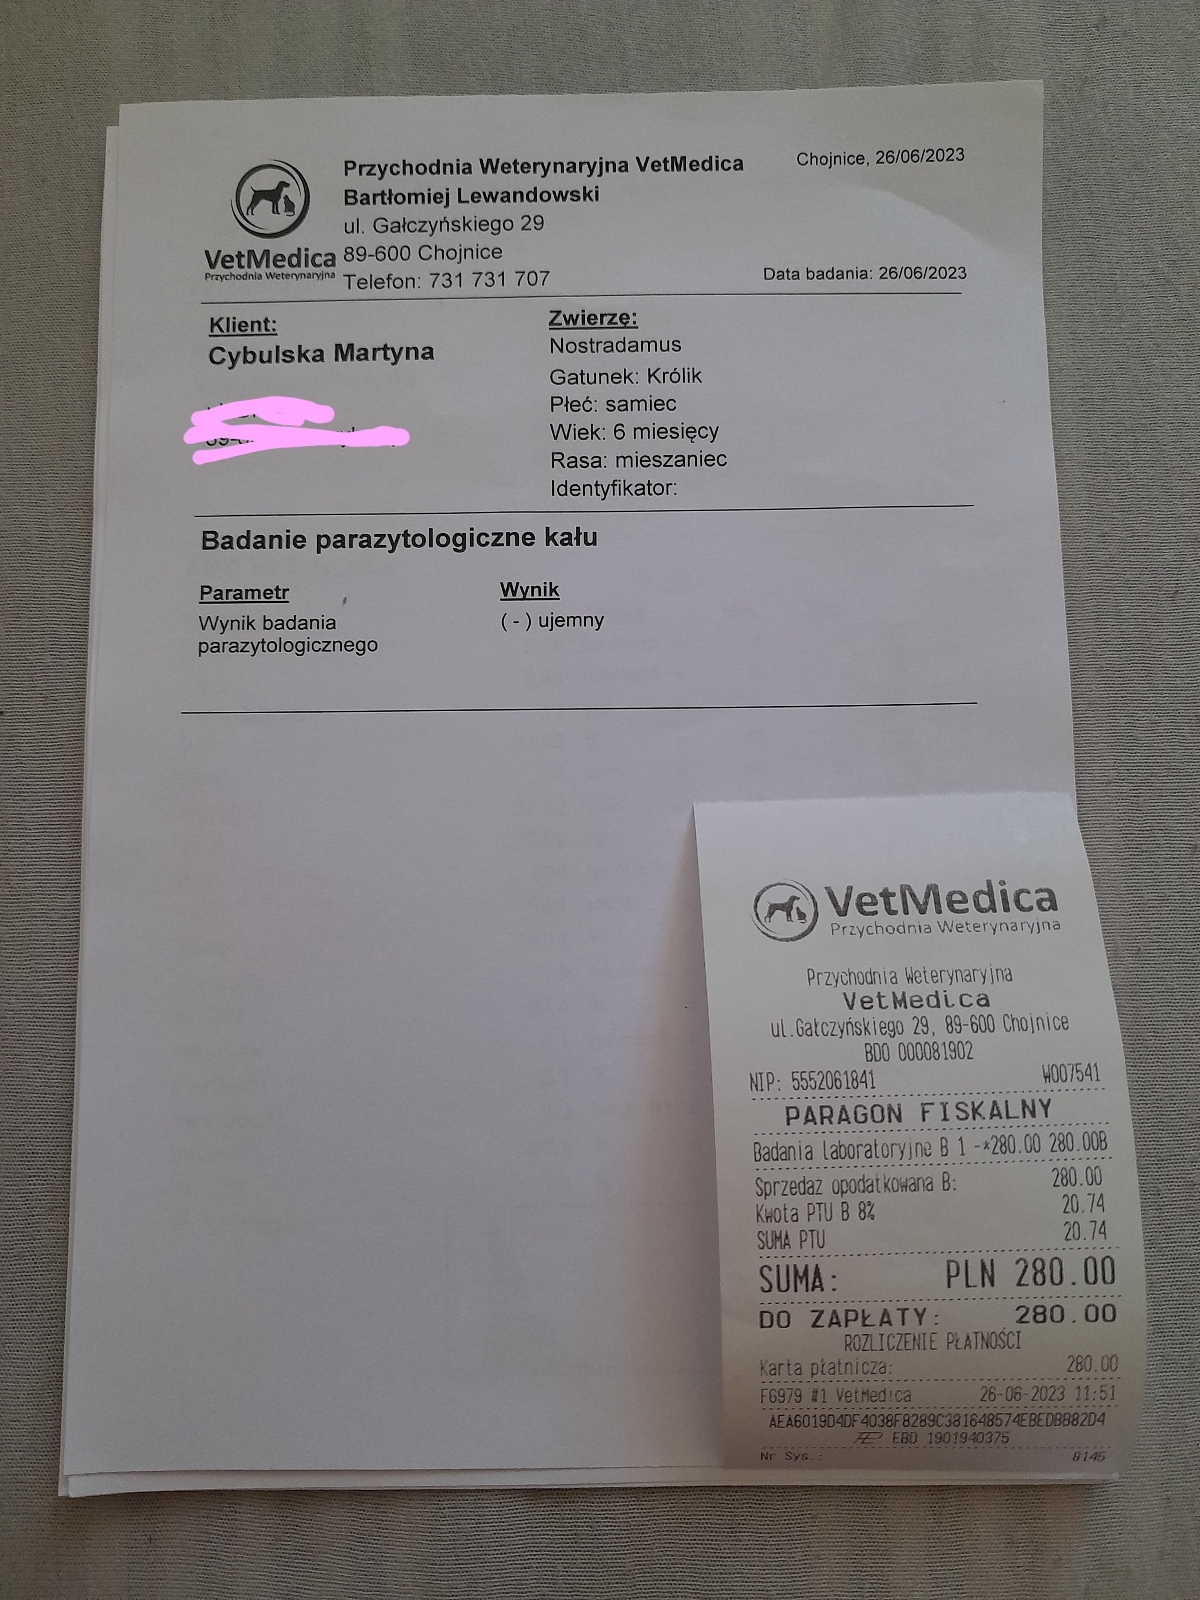 VetMedica
Przychodnia Weterynaryjna
Przychodnia Weterynaryjna VetMedica
Bartłomiej Lewandowski
ul. Gałczyńskiego 29
89-600 Chojnice
Telefon: 731 731 707
Chojnice, 26/06/2023
Data badania: 26/06/2023
Klient:
Cybulska Martyna
Zwierzę:
Nostradamus
Gatunek: Królik
Płeć: samiec
Wiek: 6 miesięcy
Rasa: mieszaniec
Identyfikator:
Badanie parazytologiczne kału
Parametr Wynik
Wynik badania ( - ) ujemny
parazytologicznego
VetMedica
Przychodnia Weterynaryjna
Przychodnia Weterynaryjna
VetMedica
ul.Gałczyńskiego 29, 89-600 Chojnice
BDO 000081902
NIP: 5552061841 W007541
PARAGON FISKALNY
Badania Laboratoryjne B 1 -*280.00 280.00B
Sprzedaż opodatkowana B: 280.00
Kwota PTU B 8% 20.74
SUMA PTU 20.74
SUMA: PLN 280.00
DO ZAPŁATY: 280.00
ROZLICZENIE PŁATNOŚCI
Karta płatnicza: 280.00
F6979 #1 VetMedica 26-06-2023 11:51
AEA6019D4DF4038F8289C381648574EBEDBB82D4
EBD 1901940375
Nr Sys.: 8145